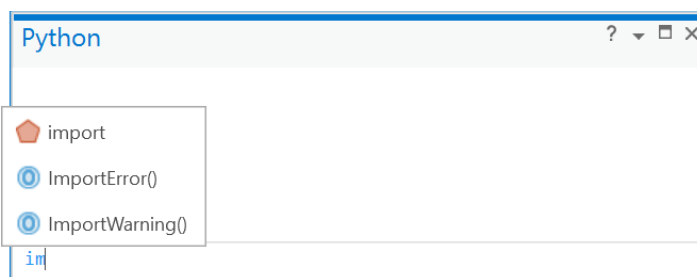 Python ?
import
ImportError()
ImportWarning()
im